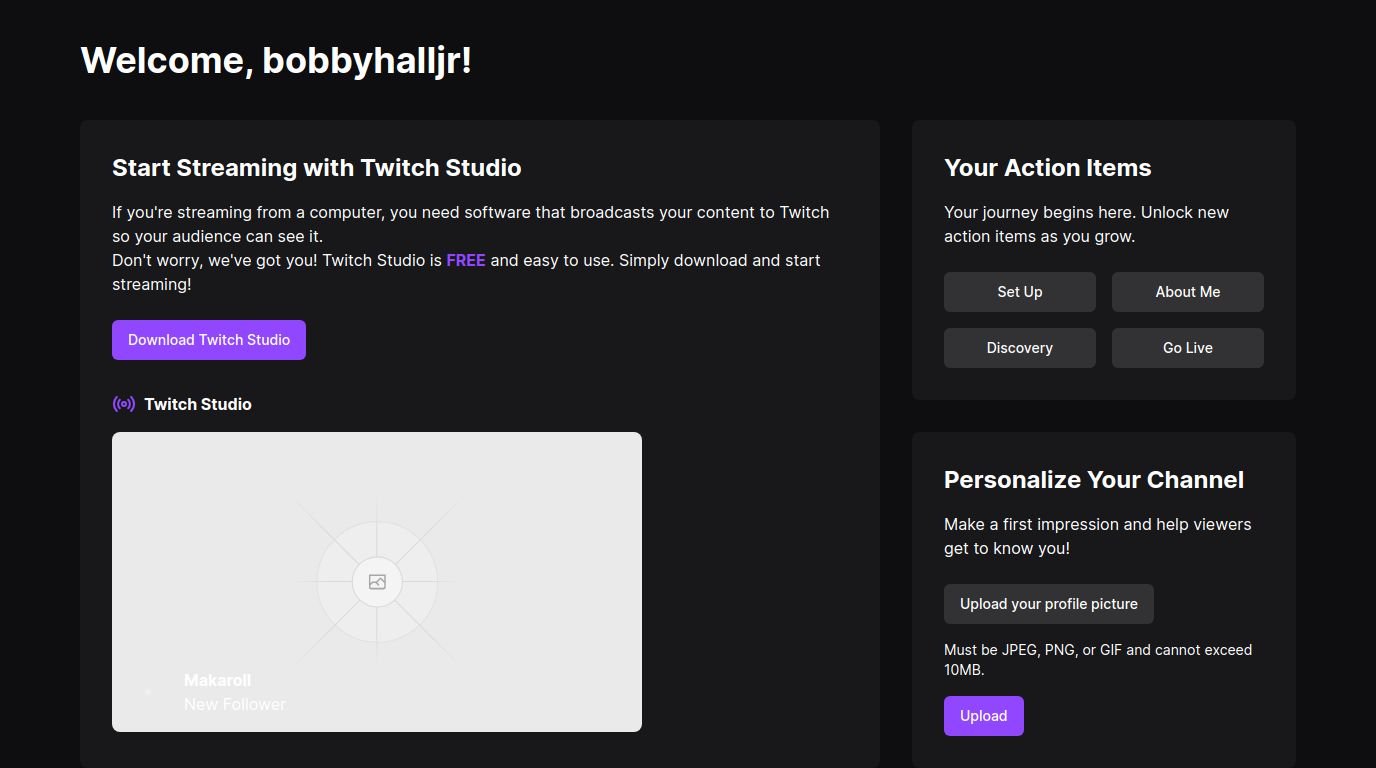 Welcome, bobbyhalljr!
Start Streaming with Twitch Studio
If you're streaming from a computer, you need software that broadcasts your content to Twitch
so your audience can see it.
Don't worry, we've got you! Twitch Studio is FREE and easy to use. Simply download and start
streaming!
Download Twitch Studio
Twitch Studio
Makaroll
New Follower
Your Action Items
Your journey begins here. Unlock new
action items as you grow.
Set Up
About Me
Discovery
Go Live
Personalize Your Channel
Make a first impression and help viewers
get to know you!
Upload your profile picture
Must be JPEG, PNG, or GIF and cannot exceed
10MB.
Upload